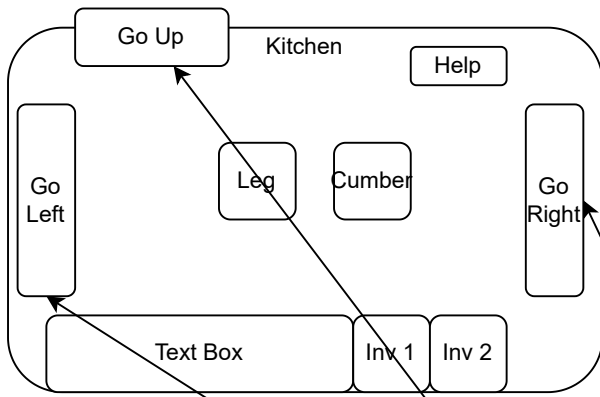 Go Up
Kitchen
Help
Go
Left
Leg
Cumber
Go
Right
Text Box
Inv 1
Inv 2